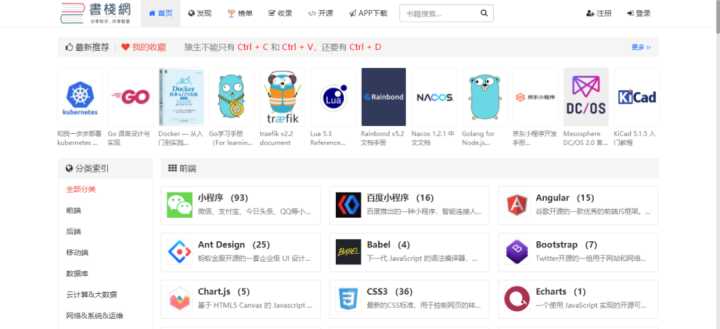 書棧網
分享知识,共享智慧
首页
发现
榜单
收录
开源
APP下载
书籍搜索...
注册
登录
最新推荐
我的收藏
猿生不能只有 Ctrl + C 和 Ctrl + V，还要有 Ctrl + D
更多
kubernetes
GO
Docker
træfik
Lua
Rainbond
NACOS.
京东小程序
MESOSPHERE
DC/OS
KiCad
和我一步步部署 kubernetes ...
Go 语言设计与实现
Docker — 从入门到实践...
Go学习手册（For learnin...
traefik v2.2 document
Lua 5.3 Reference...
Rainbond v5.2 文档手册
Nacos 1.2.1 中文文档
Golang for Node.js...
京东小程序开发手册...
Mesosphere DC/OS 2.0 ...
KiCad 5.1.5 入门教程
分类索引
全部分类
前端
后端
移动端
数据库
云计算&大数据
网络&系统&运维
前端
小程序 （93）
微信、支付宝、今日头条、QQ等小...
百度小程序 （16）
百度推出的一种小程序，智能连接人...
Angular （15）
谷歌开源的一款优秀的前端JS框架。...
Ant Design （25）
蚂蚁金服开源的一套企业级 UI 设计...
BABEL
Babel （4）
下一代 JavaScript 的语法编译器、...
Bootstrap （7）
Twitter开源的一给用于网站和网络...
Chart.js （5）
基于 HTML5 Canvas 的 Javascript ...
CSS3 （36）
最新的CSS标准，用于控制网页的样...
Echarts （1）
一个使用 JavaScript 实现的开源可...